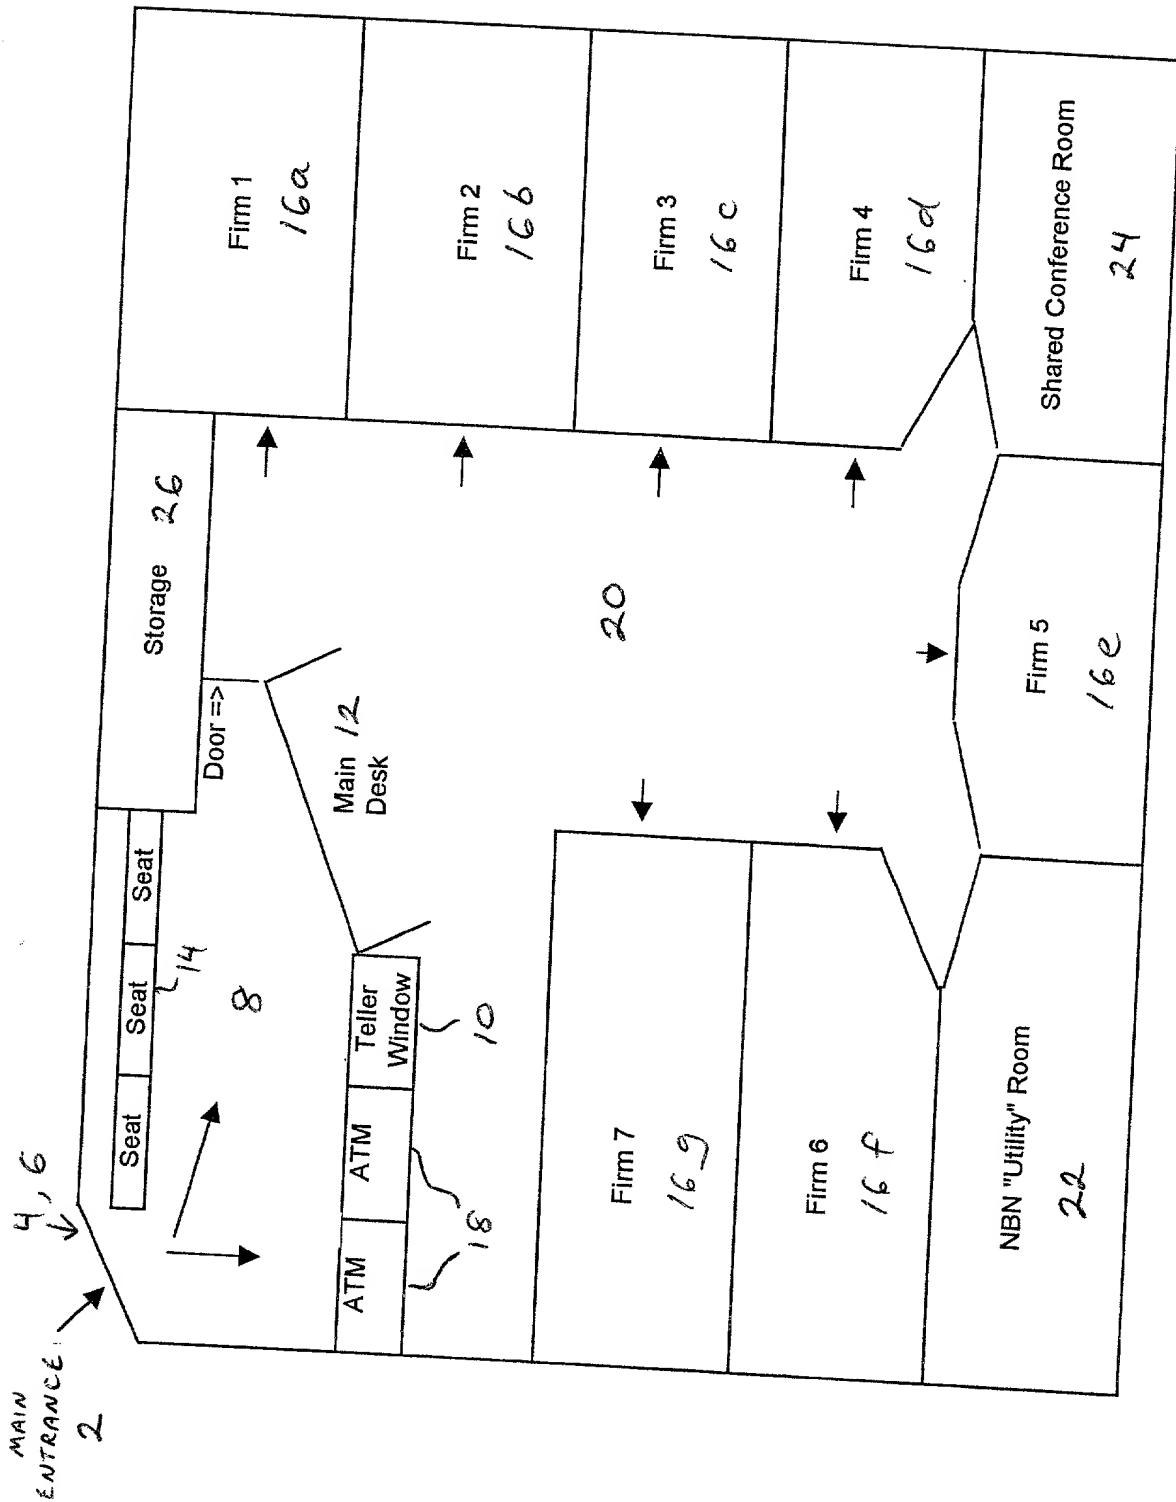 MAIN
ENTRANCE
2
4, 6
Seat
Seat
Seat
14
8
Storage 26
Door =>
Main 12
Desk
ATM
ATM
18
Teller
Window
10
20
Firm 1
16a
Firm 2
16b
Firm 3
16c
Firm 4
16d
Shared Conference Room
24
Firm 5
16e
Firm 7
16g
Firm 6
16f
NBN "Utility" Room
22